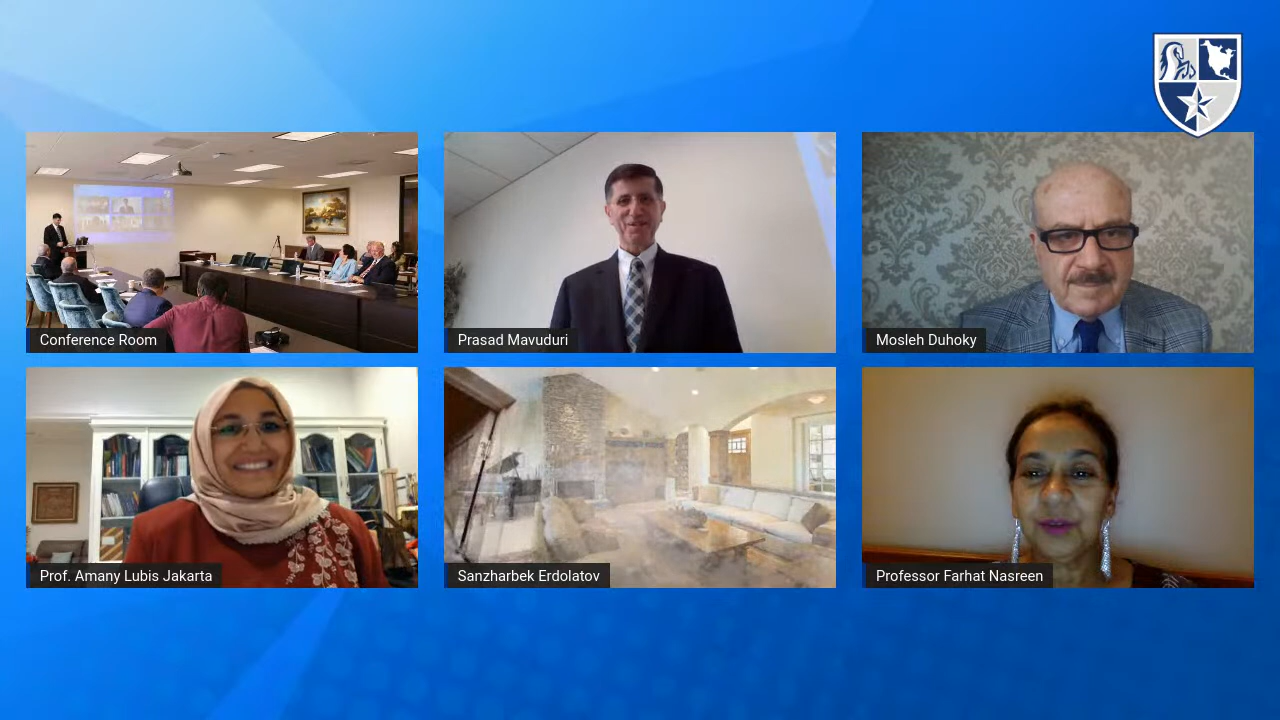 Conference Room
Prasad Mavuduri
Mosleh Duhoky
Prof. Amany Lubis Jakarta
Sanzharbek Erdolatov
Professor Farhat Nasreen